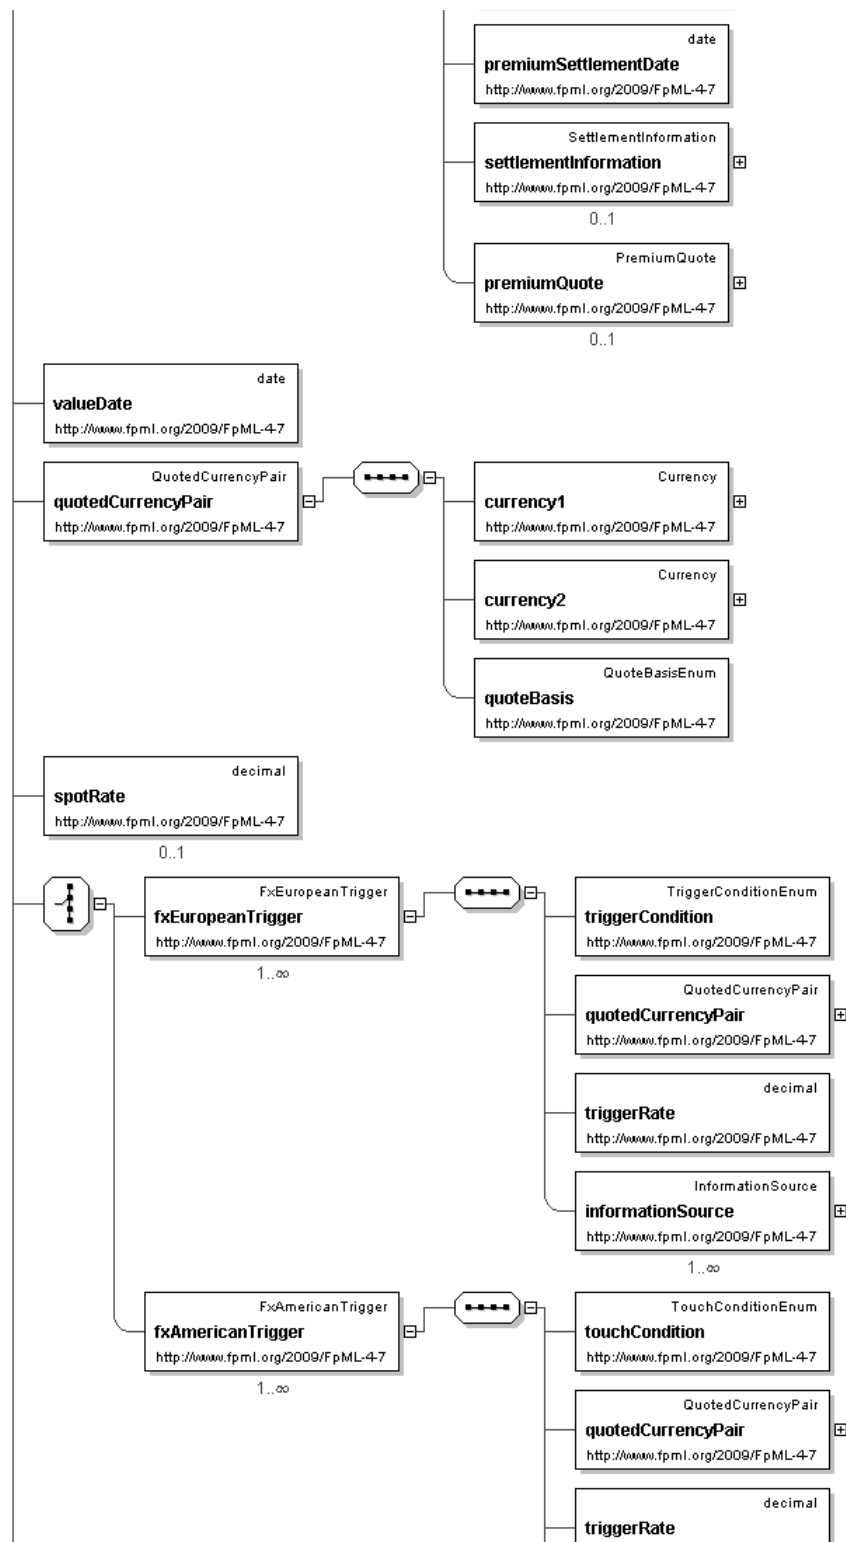 date
premiumSettlementDate
http://www.fpml.org/2009/FpML-4-7
SettlementInformation
settlementInformation
http://www.fpml.org/2009/FpML-4-7
0..1
PremiumQuote
premiumQuote
http://www.fpml.org/2009/FpML-4-7
0..1
date
valueDate
http://www.fpml.org/2009/FpML-4-7
QuotedCurrencyPair
quotedCurrencyPair
http://www.fpml.org/2009/FpML-4-7
Currency
currency1
http://www.fpml.org/2009/FpML-4-7
Currency
currency2
http://www.fpml.org/2009/FpML-4-7
QuoteBasisEnum
quoteBasis
http://www.fpml.org/2009/FpML-4-7
decimal
spotRate
http://www.fpml.org/2009/FpML-4-7
0..1
FxEuropeanTrigger
fxEuropeanTrigger
http://www.fpml.org/2009/FpML-4-7
1..∞
TriggerConditionEnum
triggerCondition
http://www.fpml.org/2009/FpML-4-7
QuotedCurrencyPair
quotedCurrencyPair
http://www.fpml.org/2009/FpML-4-7
decimal
triggerRate
http://www.fpml.org/2009/FpML-4-7
InformationSource
informationSource
http://www.fpml.org/2009/FpML-4-7
1..∞
FxAmericanTrigger
fxAmericanTrigger
http://www.fpml.org/2009/FpML-4-7
1..∞
TouchConditionEnum
touchCondition
http://www.fpml.org/2009/FpML-4-7
QuotedCurrencyPair
quotedCurrencyPair
http://www.fpml.org/2009/FpML-4-7
decimal
triggerRate